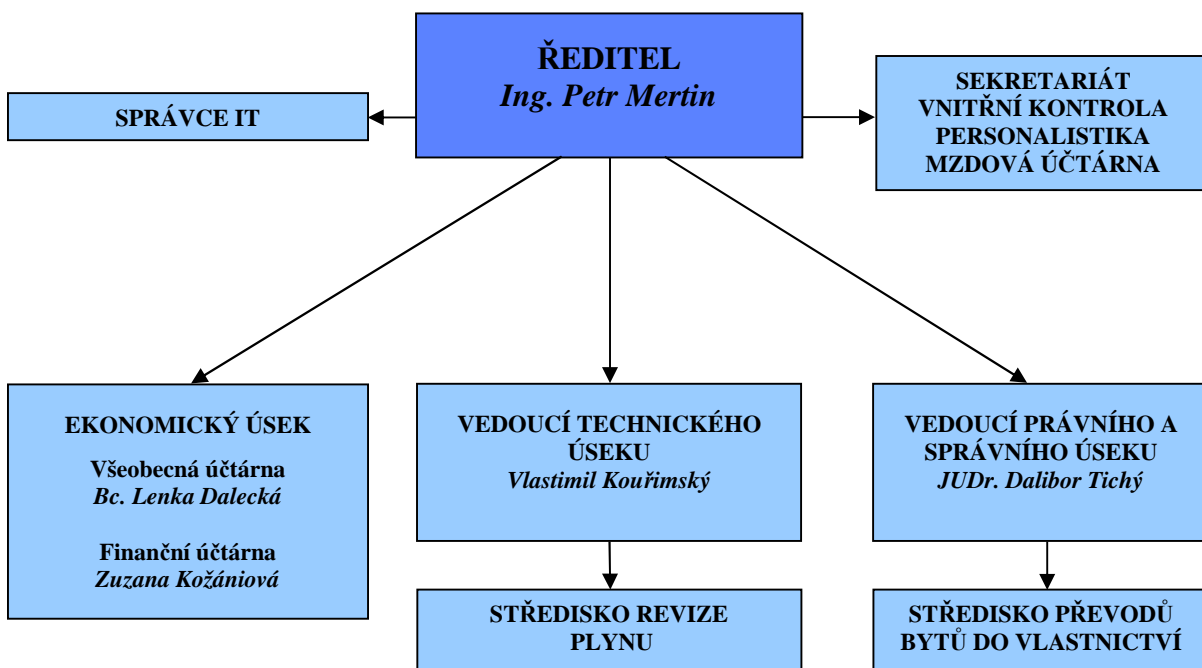 ŘEDITEL
Ing. Petr Mertin
SPRÁVCE IT
SEKRETARIÁT
VNITŘNÍ KONTROLA
PERSONALISTIKA
MZDOVÁ ÚČTÁRNA
EKONOMICKÝ ÚSEK
Všeobecná účtárna
Bc. Lenka Dalecká
Finanční účtárna
Zuzana Kožániová
VEDOUCÍ TECHNICKÉHO
ÚSEKU
Vlastimil Kouřimský
VEDOUCÍ PRÁVNÍHO A
SPRÁVNÍHO ÚSEKU
JUDr. Dalibor Tichý
STŘEDISKO REVIZE
PLYNU
STŘEDISKO PŘEVODŮ
BYTŮ DO VLASTNICTVÍ